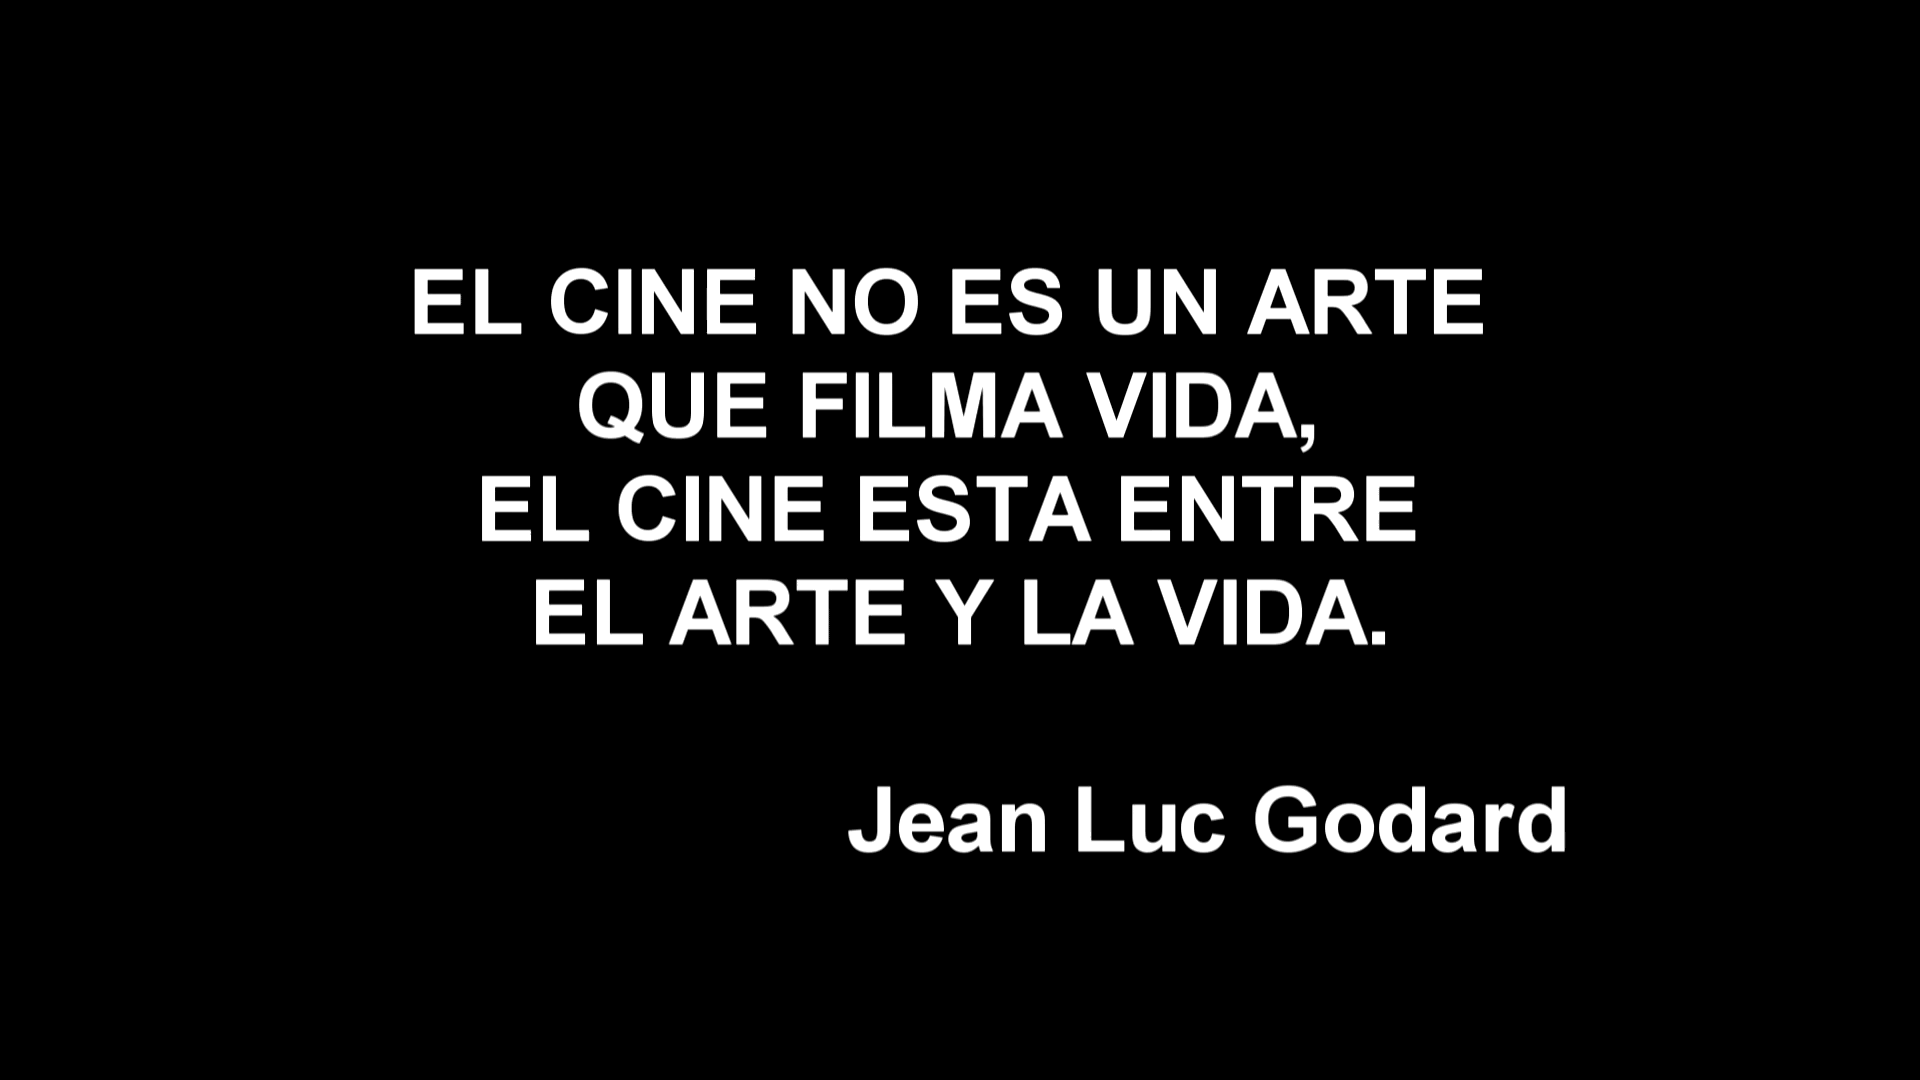 EL CINE NO ES UN ARTE
QUE FILMA VIDA,
EL CINE ESTA ENTRE
EL ARTE Y LA VIDA.
Jean Luc Godard